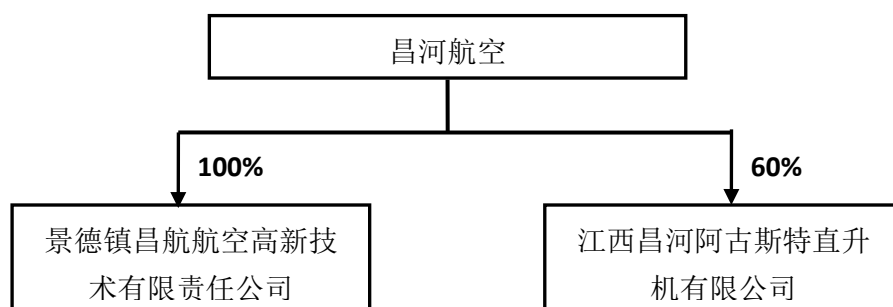 昌河航空
100%
60%
景德镇昌航航空高新技
术有限责任公司
江西昌河阿古斯特直升
机有限公司